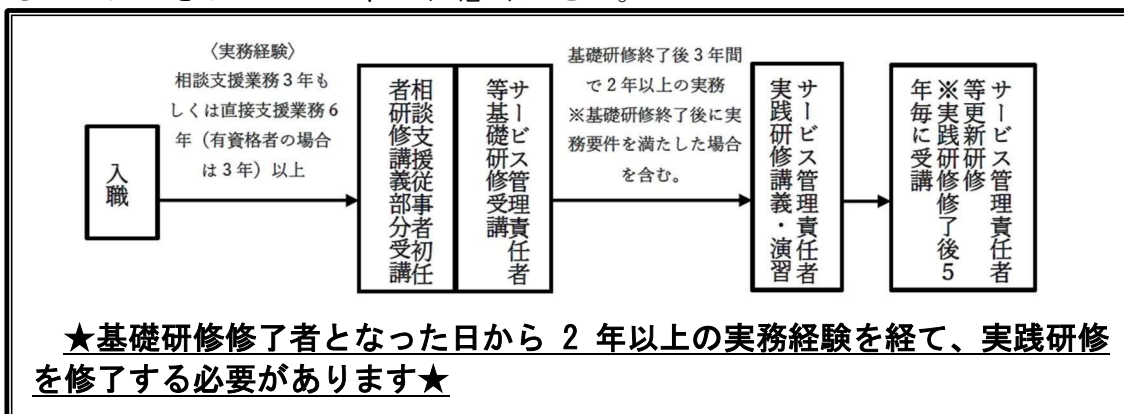 〈実務経験〉
相談支援業務3年も
しくは直接支援業務6
年（有資格者の場合
は3年）以上
入職
相談支援従事者初任
者研修講義部分受講
サービス管理責任者
等基礎研修受講
基礎研修終了後3年間
で2年以上の実務
※基礎研修終了後に実
務要件を満たした場合
を含む。
サービス管理責任者
実践研修講義・演習
サービス管理責任者
等更新研修
※実践研修修了後5
年毎に受講
★基礎研修修了者となった日から 2 年以上の実務経験を経て、実践研修
を修了する必要があります★